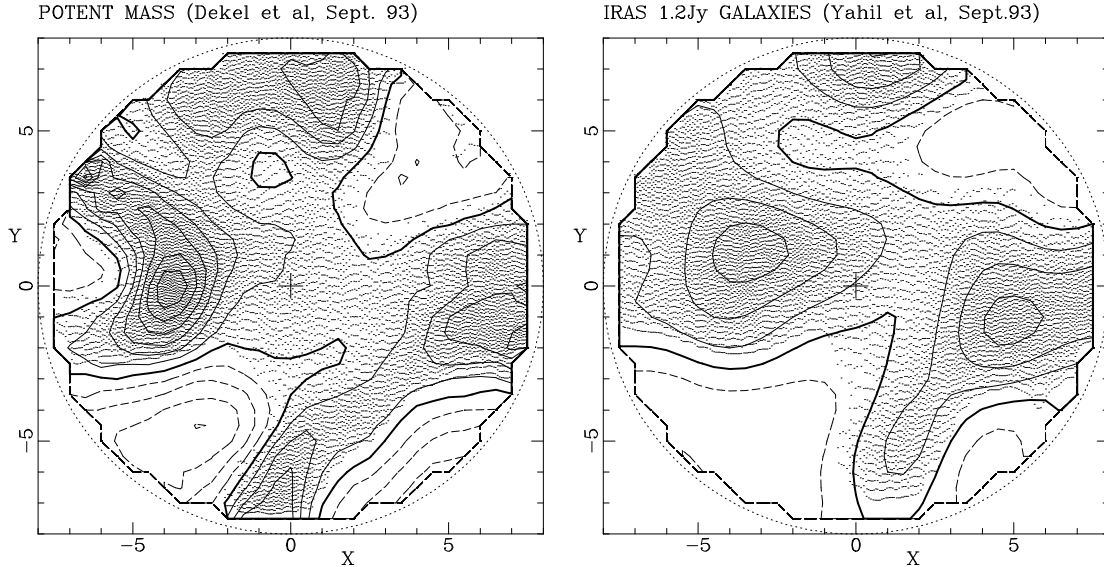 POTENT MASS (Dekel et al, Sept. 93)
IRAS 1.2Jy GALAXIES (Yahil et al, Sept.93)
5
Y
0
−5
−5
0
5
X
5
Y
0
−5
−5
0
5
X